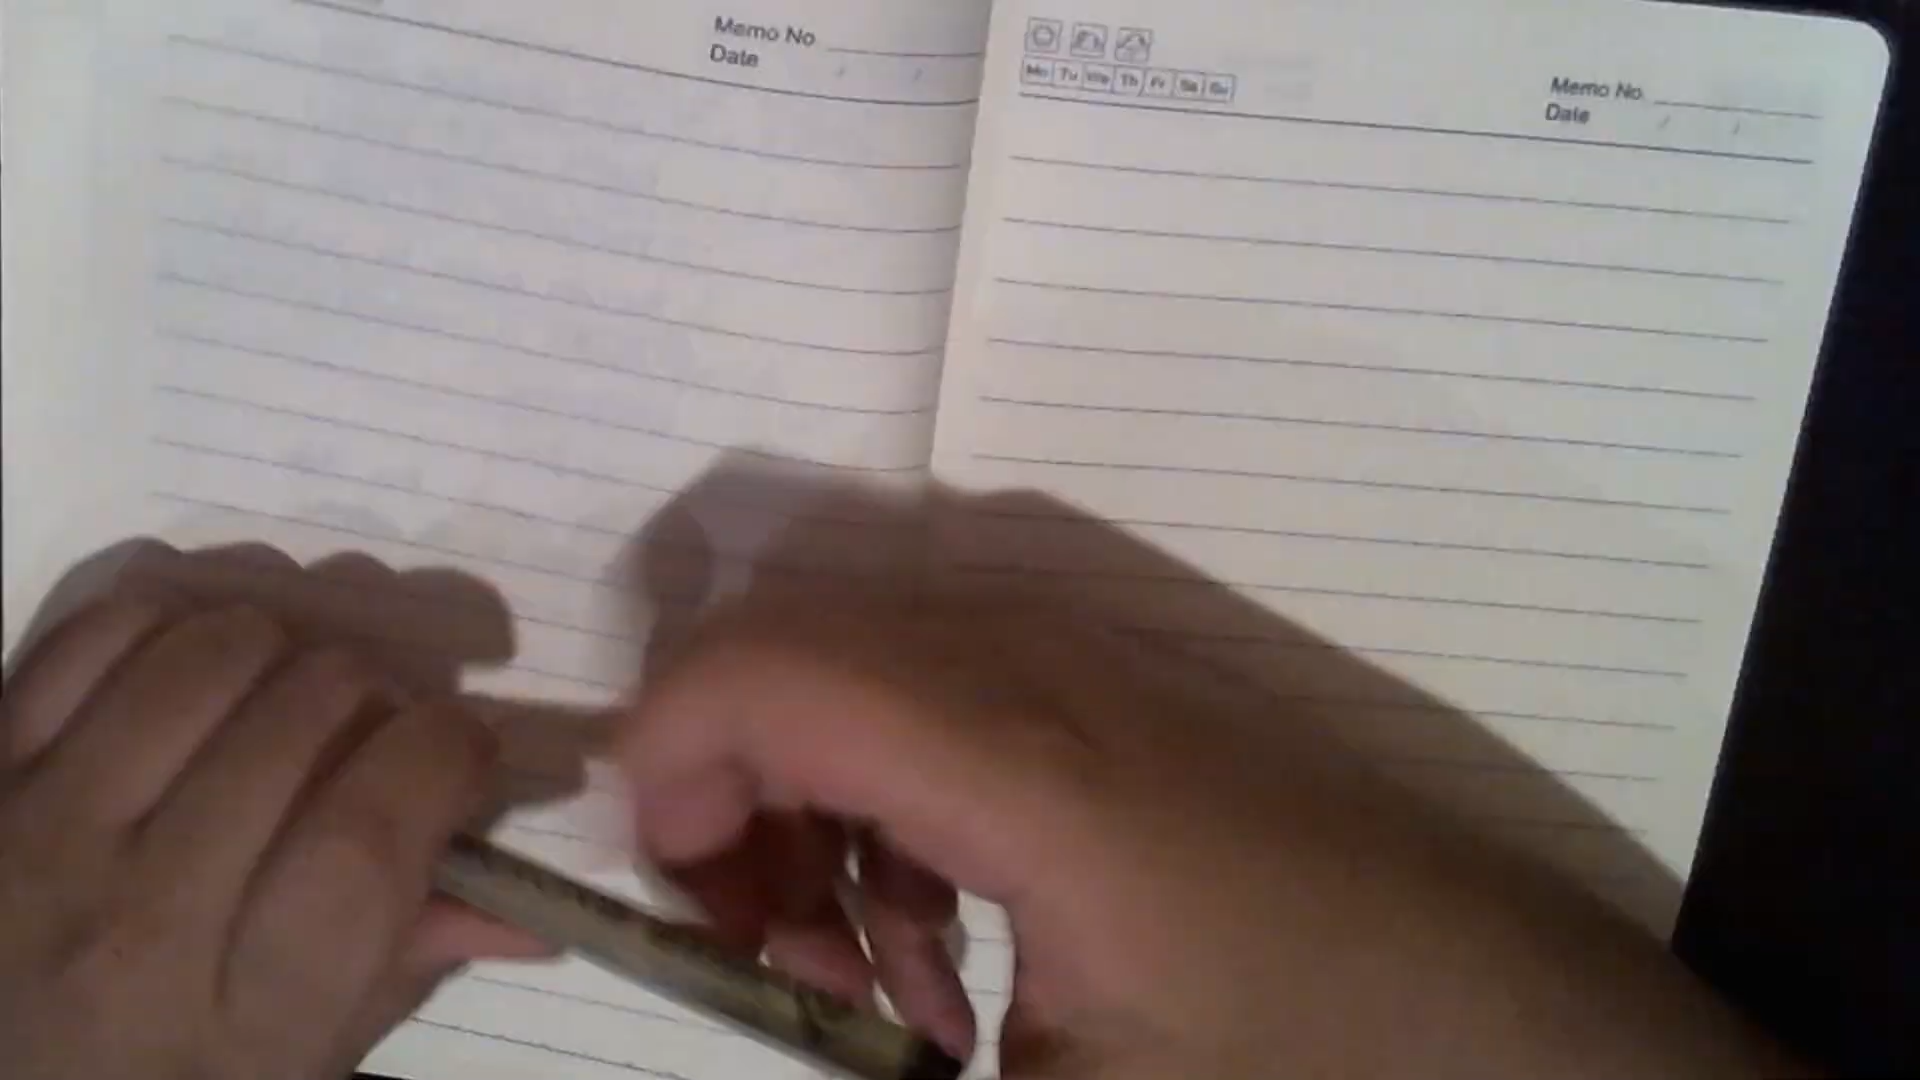 Memo No.
Date / /
Mo Tu We Th Fr Sa Su
Memo No.
Date / /